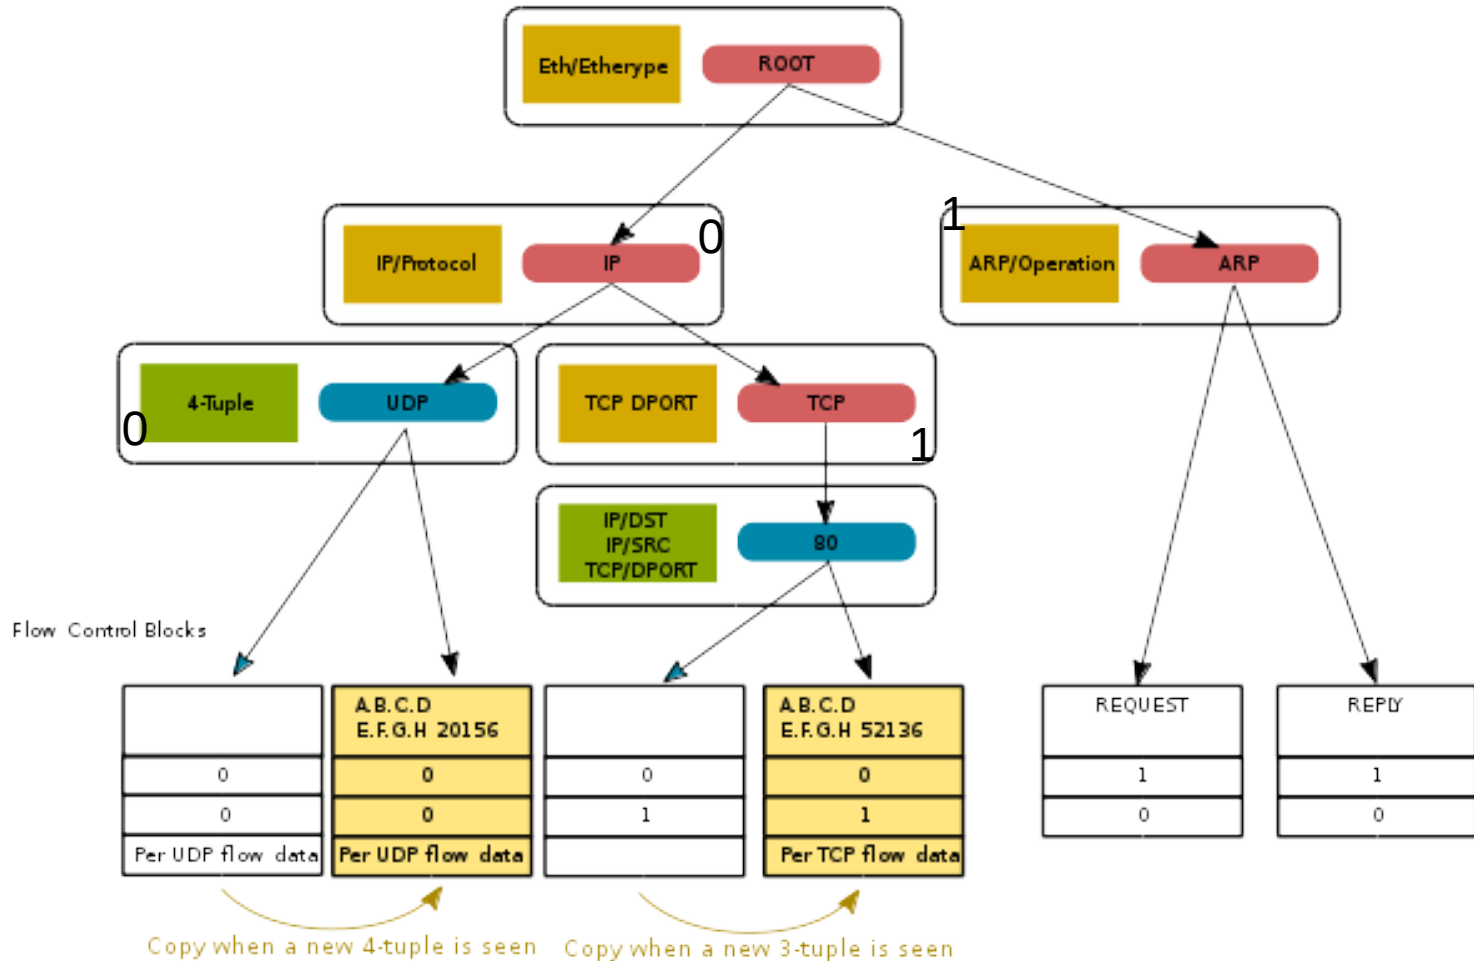 Eth/Etherype
ROOT
IP/Protocol
IP
0
1
ARP/Operation
ARP
4-Tuple
UDP
0
TCP DPORT
TCP
1
IP/DST
IP/SRC
TCP/DPORT
80
Flow Control Blocks
A.B.C.D
E.F.G.H 20156
A.B.C.D
E.F.G.H 52136
REQUEST
REPLY
0
0
0
0
1
1
0
0
1
1
0
0
Per UDP flow data
Per UDP flow data
Per TCP flow data
Copy when a new 4-tuple is seen
Copy when a new 3-tuple is seen